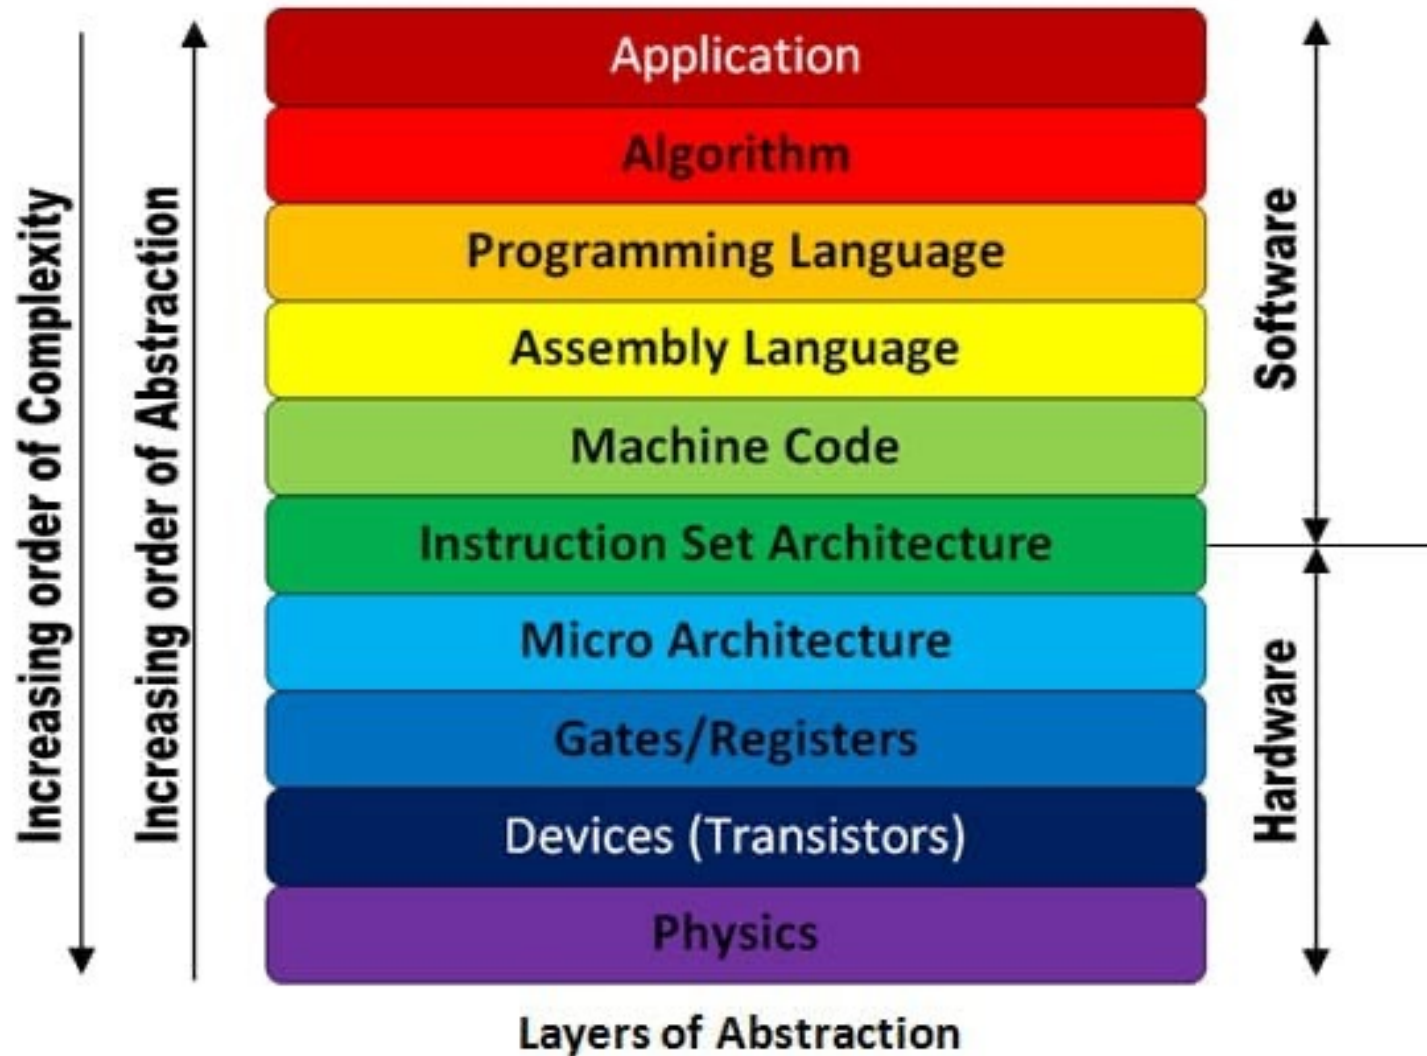 Increasing order of Complexity
Increasing order of Abstraction
Application
Algorithm
Programming Language
Assembly Language
Machine Code
Instruction Set Architecture
Micro Architecture
Gates/Registers
Devices (Transistors)
Physics
Software
Hardware
Layers of Abstraction